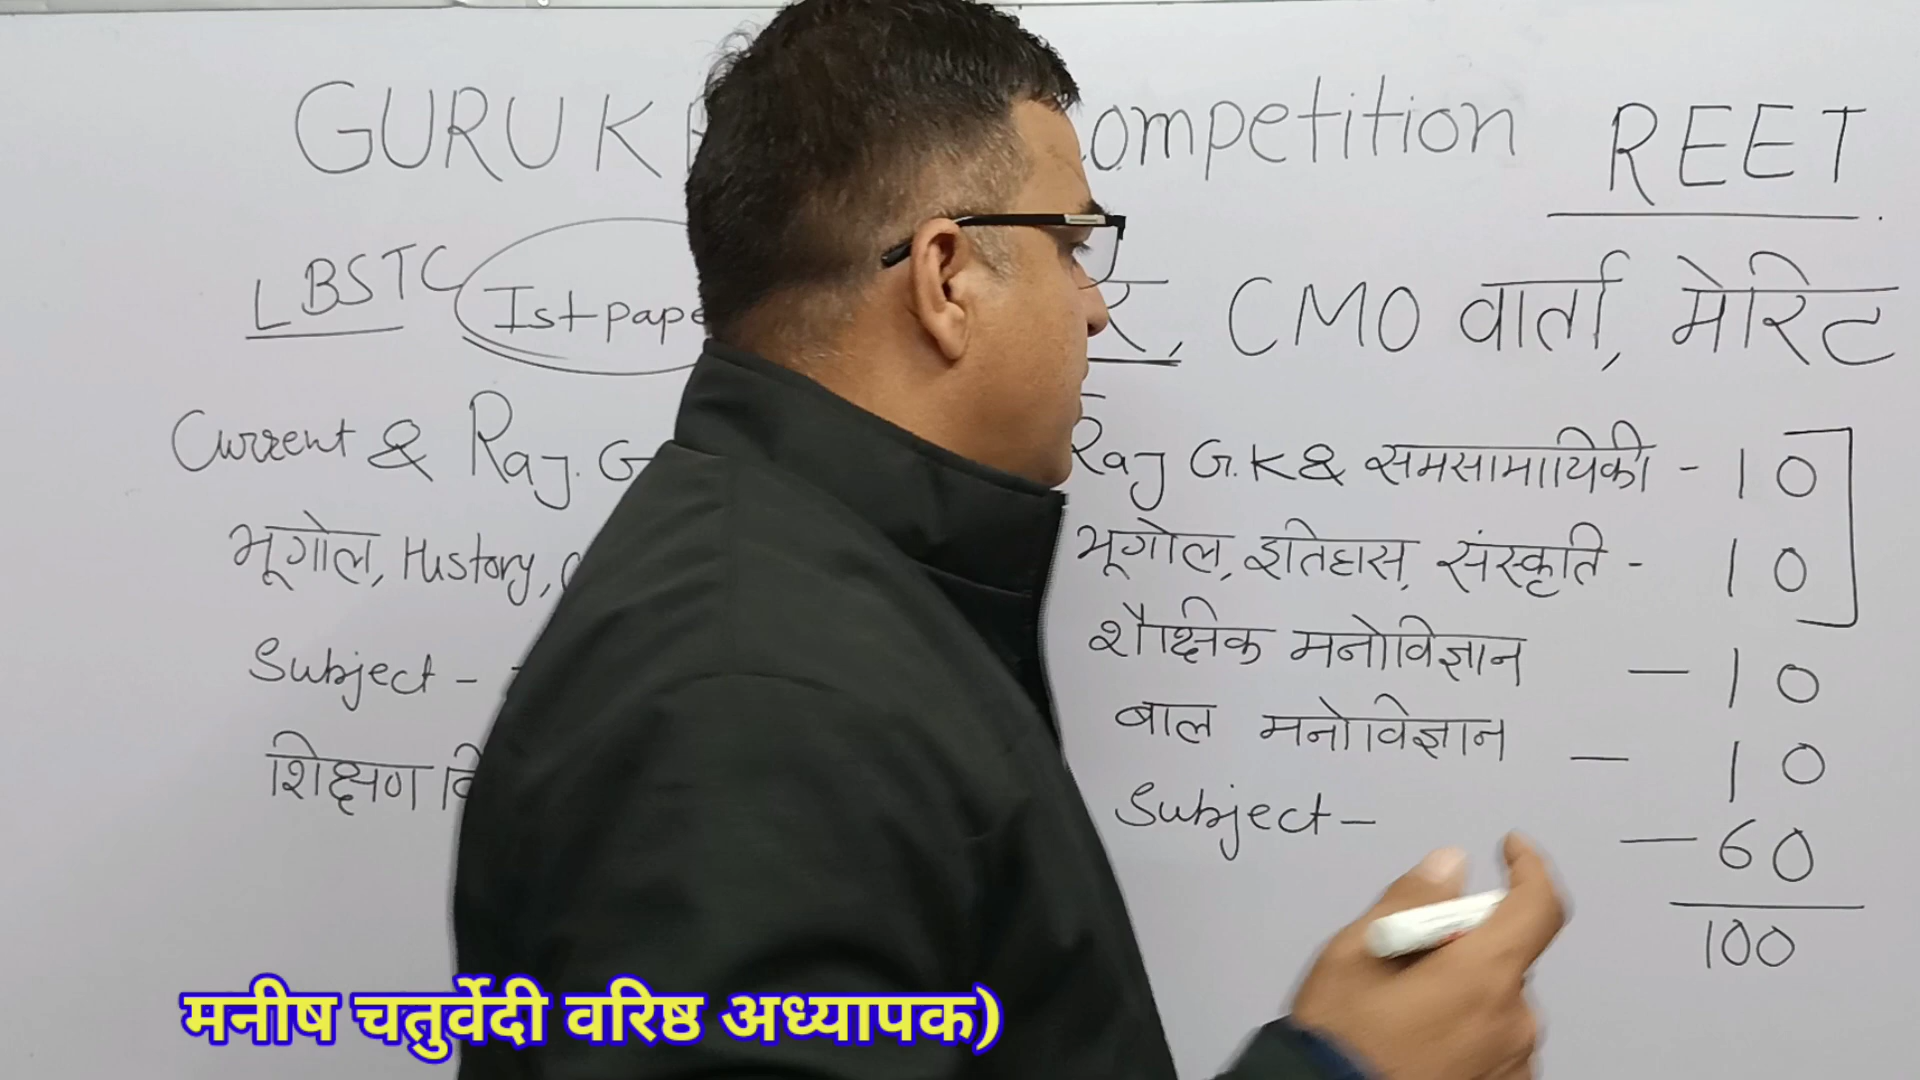 GURUK ompetition REET
LBSTC Ist pape CMO वार्ता, मेरिट
Current & Raj. G Raj G.K & समसामायिकी - 10
भूगोल, History, भूगोल, इतिहास, संस्कृति - 10
शैक्षिक मनोविज्ञान - 10
Subject - बाल मनोविज्ञान - 10
शिक्षण Subject - - 60
100
मनीष चतुर्वेदी वरिष्ठ अध्यापक)